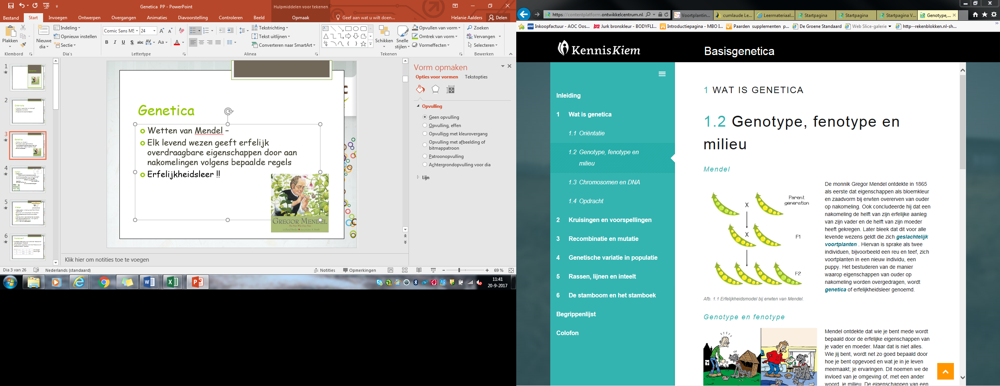 Genetica PP - PowerPoint
Hulpmiddelen voor tekenen
Bestand Start Invoegen Ontwerpen Overgangen Animaties Diavoorstelling Controleren Beeld Opmaak Geef aan wat u wilt doen... Helanie Aalders Delen
Plakken
Klembord
Nieuwe dia
Indeling
Opnieuw instellen
Sectie
Dia's
Comic Sans MS 24
B I U S abc AV Aa A
Lettertype
Tekstrichting
Tekst uitlijnen
Converteren naar SmartArt
Alinea
Schikken
Snelle stijlen
Opvullen van vorm
Omtrek van vorm
Vormeffecten
Tekenen
Zoeken
Vervangen
Selecteren
Bewerken
1
2
3
4
5
6
Genetica
Wetten van Mendel –
Elk levend wezen geeft erfelijk
overdraagbare eigenschappen door aan
nakomelingen volgens bepaalde regels
Erfelijkheidsleer !!
GREGOR MENDEL
Vorm opmaken
Opties voor vormen Tekstopties
Opvulling
Geen opvulling
Opvulling, effen
Opvulling met kleurovergang
Opvulling met afbeelding of
bitmappatroon
Patroonopvulling
Achtergrondopvulling voor dia
Lijn
Klik hier om notities toe te voegen
Dia 3 van 26 Nederlands (standaard) Notities Opmerkingen 69 %
11:41
20-9-2017
https://contentplatform.ontwikkelcentrum.nl
Voortplantin... cumlaude Le... Leermateriaal... Startpagina Startpagina Startpagina V... Genotype,...
Inkoopfactuur - AOC Oos... Jurk bronskleur - BODYFLI... Introductiepagina - MBO I... Paarden supplementen p... De Groene Standaard Web Slice-galerie http--rekenblokken.nl-sh...
KennisKiem
Basisgenetica
Inleiding
1 Wat is genetica
1.1 Oriëntatie
1.2 Genotype, fenotype en
milieu
1.3 Chromosomen en DNA
1.4 Opdracht
2 Kruisingen en voorspellingen
3 Recombinatie en mutatie
4 Genetische variatie in populatie
5 Rassen, lijnen en inteelt
6 De stamboom en het stamboek
Begrippenlijst
Colofon
1 WAT IS GENETICA
1.2 Genotype, fenotype en
milieu
Mendel
X
Parent
generation
X
F1
F2
Afb. 1.1 Erfelijkheidsmodel bij erwten van Mendel.
De monnik Gregor Mendel ontdekte in 1865
als eerste dat eigenschappen als bloemkleur
en zaadvorm bij erwten overerven van ouder
op nakomeling. Ook concludeerde hij dat een
nakomeling de helft van zijn erfelijke aanleg
van zijn vader en de helft van zijn moeder
heeft gekregen. Later bleek dat dit voor alle
levende wezens geldt die zich geslachtelijk
voortplanten . Hiervan is sprake als twee
individuen, bijvoorbeeld een reu en teef, zich
voortplanten in een nieuw individu, een
puppy. Het bestuderen van de manier
waarop eigenschappen van ouder op
nakomeling worden overgedragen, wordt
genetica of erfelijkheidsleer genoemd.
Genotype en fenotype
Mendel ontdekte dat wie je bent mede wordt
bepaald door de erfelijke eigenschappen van
je vader en moeder. Maar dat is niet alles.
Wie jij bent, wordt net zo goed bepaald door
hoe je bent opgevoed en wat je in je leven
meemaakt; je ervaringen. Dit noemen we de
invloed van je omgeving of, met een ander
woord, je milieu. De eigenschappen van een